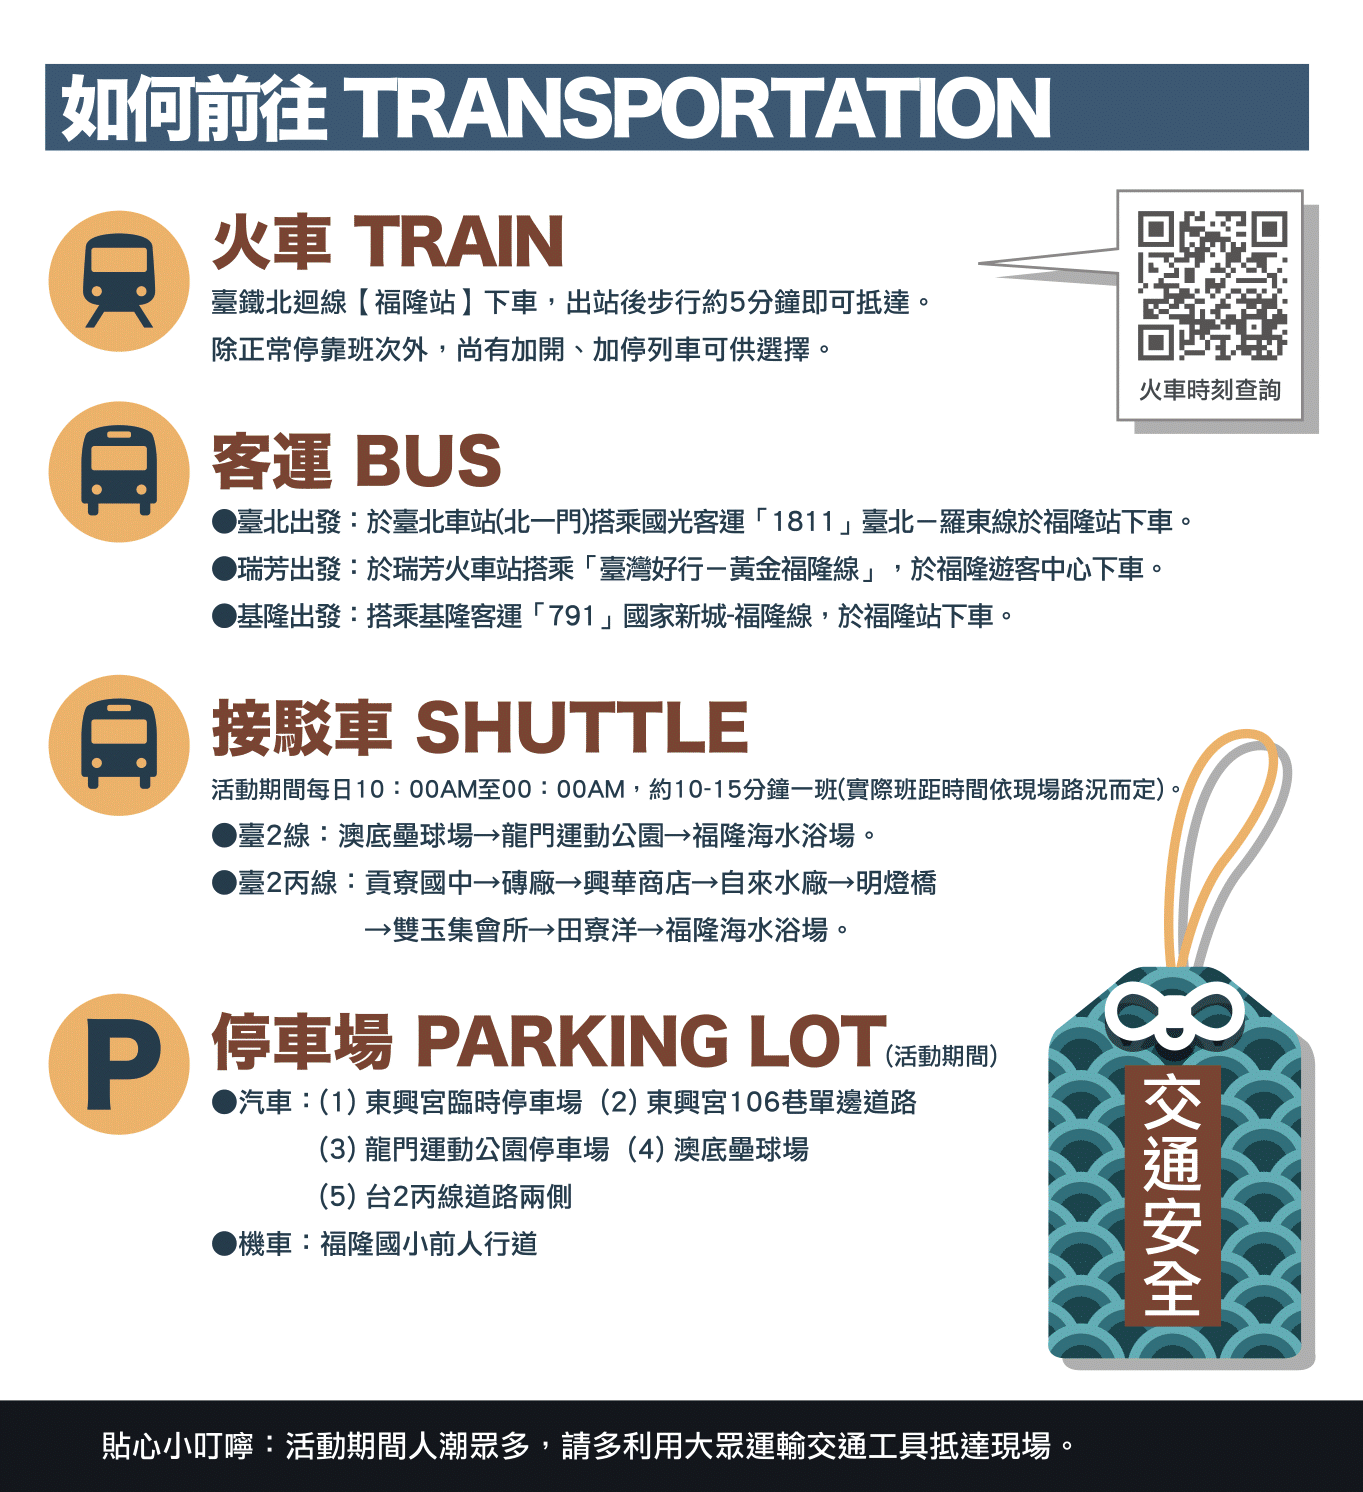 如何前往 TRANSPORTATION
火車 TRAIN
臺鐵北迴線【福隆站】下車，出站後步行約5分鐘即可抵達。
除正常停靠班次外，尚有加開、加停列車可供選擇。
火車時刻查詢
客運 BUS
●臺北出發：於臺北車站(北一門)搭乘國光客運「1811」臺北－羅東線於福隆站下車。
●瑞芳出發：於瑞芳火車站搭乘「臺灣好行－黃金福隆線」，於福隆遊客中心下車。
●基隆出發：搭乘基隆客運「791」國家新城-福隆線，於福隆站下車。
接駁車 SHUTTLE
活動期間每日10：00AM至00：00AM，約10-15分鐘一班(實際班距時間依現場路況而定)。
●臺2線：澳底壘球場→龍門運動公園→福隆海水浴場。
●臺2丙線：貢寮國中→磚廠→興華商店→自來水廠→明燈橋
→雙玉集會所→田寮洋→福隆海水浴場。
停車場 PARKING LOT(活動期間)
●汽車：(1) 東興宮臨時停車場 (2) 東興宮106巷單邊道路
(3) 龍門運動公園停車場 (4) 澳底壘球場
(5) 台2丙線道路兩側
●機車：福隆國小前人行道
交通安全
貼心小叮嚀：活動期間人潮眾多，請多利用大眾運輸交通工具抵達現場。